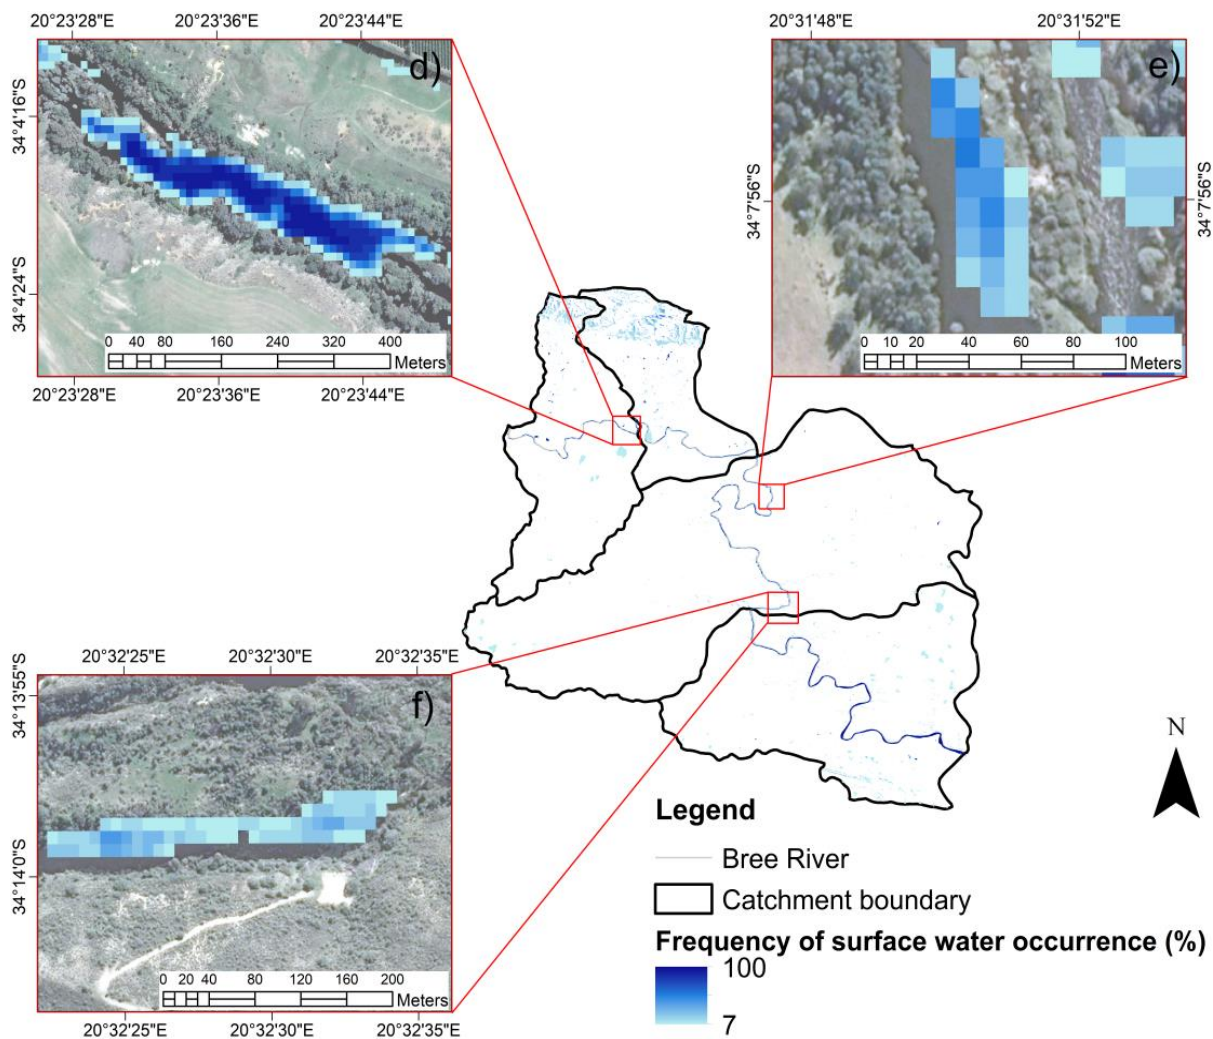 20°23'28"E 20°23'36"E 20°23'44"E
d)
34°4'16"S
34°4'24"S
0 40 80 160 240 320 400
Meters
20°23'28"E 20°23'36"E 20°23'44"E
20°31'48"E 20°31'52"E
e)
34°7'56"S
34°7'56"S
0 10 20 40 60 80 100
Meters
20°32'25"E 20°32'30"E 20°32'35"E
f)
34°13'55"S
34°14'0"S
0 20 40 80 120 160 200
Meters
20°32'25"E 20°32'30"E 20°32'35"E
N
Legend
Bree River
Catchment boundary
Frequency of surface water occurrence (%)
100
7